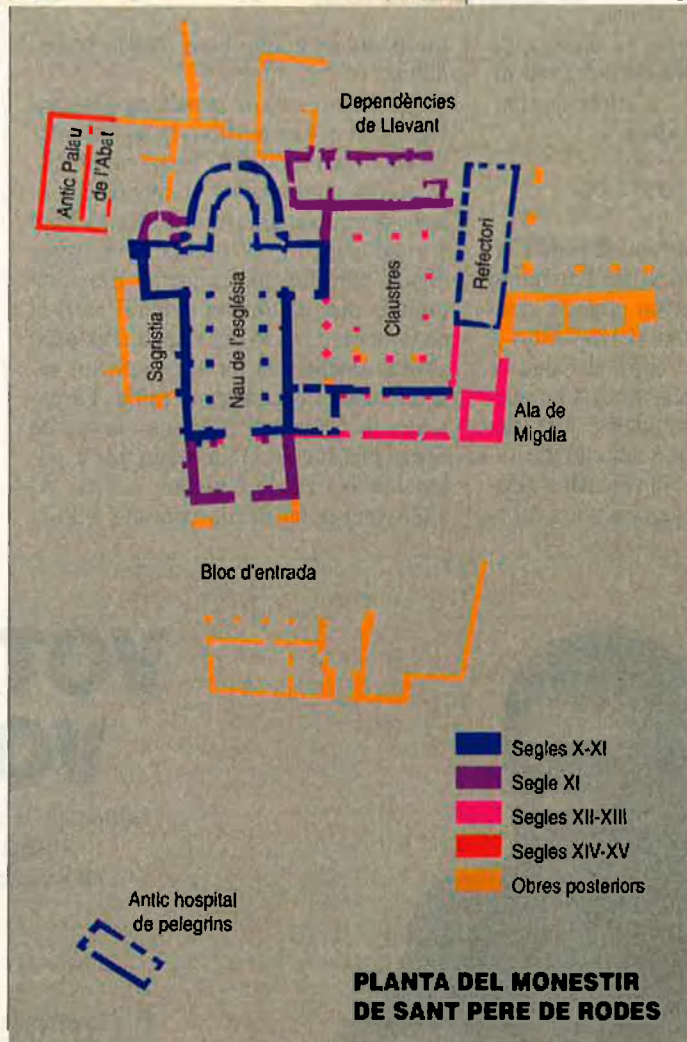 Dependències
de Llevant
Antic Palau
de l'Abat
Refectori
Claustres
Nau de l'església
Sagristia
Ala de
Migdia
Bloc d'entrada
Segles X-XI
Segle XI
Segles XII-XIII
Segles XIV-XV
Obres posteriors
Antic hospital
de pelegrins
PLANTA DEL MONESTIR
DE SANT PERE DE RODES